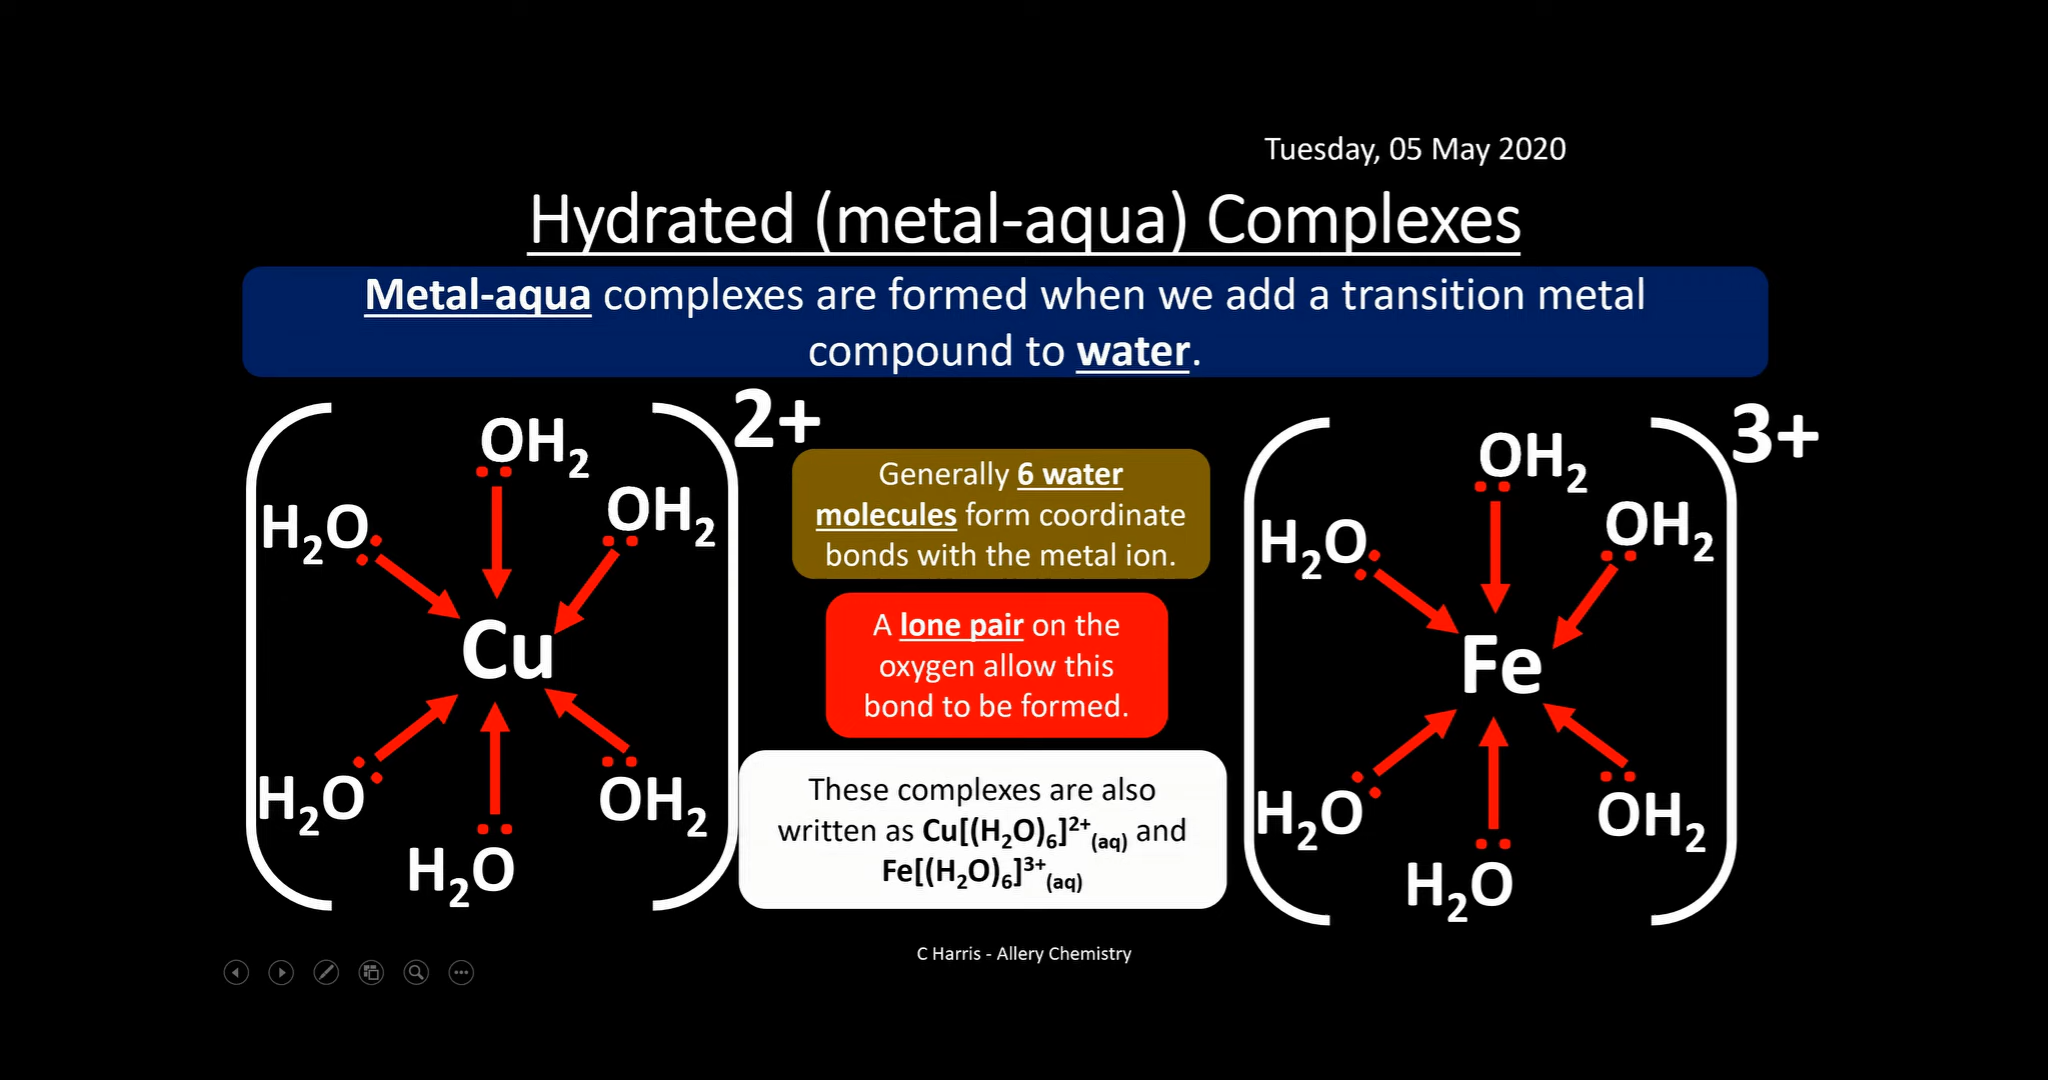 Tuesday, 05 May 2020
Hydrated (metal-aqua) Complexes
Metal-aqua complexes are formed when we add a transition metal
compound to water.
2+
OH₂
OH₂
H₂O
Cu
H₂O
OH₂
H₂O
Generally 6 water
molecules form coordinate
bonds with the metal ion.
A lone pair on the
oxygen allow this
bond to be formed.
These complexes are also
written as Cu[(H₂O)₆]²⁺(aq) and
Fe[(H₂O)₆]³⁺(aq)
3+
OH₂
OH₂
H₂O
Fe
H₂O
OH₂
H₂O
C Harris - Allery Chemistry